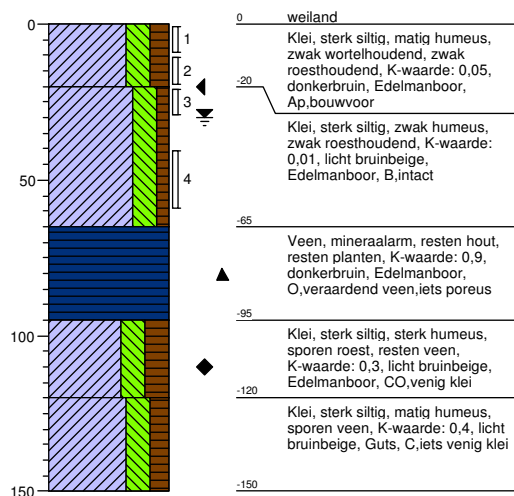 0
50
100
150
1
2
3
4
0 weiland
Klei, sterk siltig, matig humeus,
zwak wortelhoudend, zwak
roesthoudend, K-waarde: 0,05,
donkerbruin, Edelmanboor,
Ap,bouwvoor
-20
Klei, sterk siltig, zwak humeus,
zwak roesthoudend, K-waarde:
0,01, licht bruinbeige,
Edelmanboor, B,intact
-65
Veen, mineraalarm, resten hout,
resten planten, K-waarde: 0,9,
donkerbruin, Edelmanboor,
O,veraardend veen,iets poreus
-95
Klei, sterk siltig, sterk humeus,
sporen roest, resten veen,
K-waarde: 0,3, licht bruinbeige,
Edelmanboor, CO,venig klei
-120
Klei, sterk siltig, matig humeus,
sporen veen, K-waarde: 0,4, licht
bruinbeige, Guts, C,iets venig klei
-150